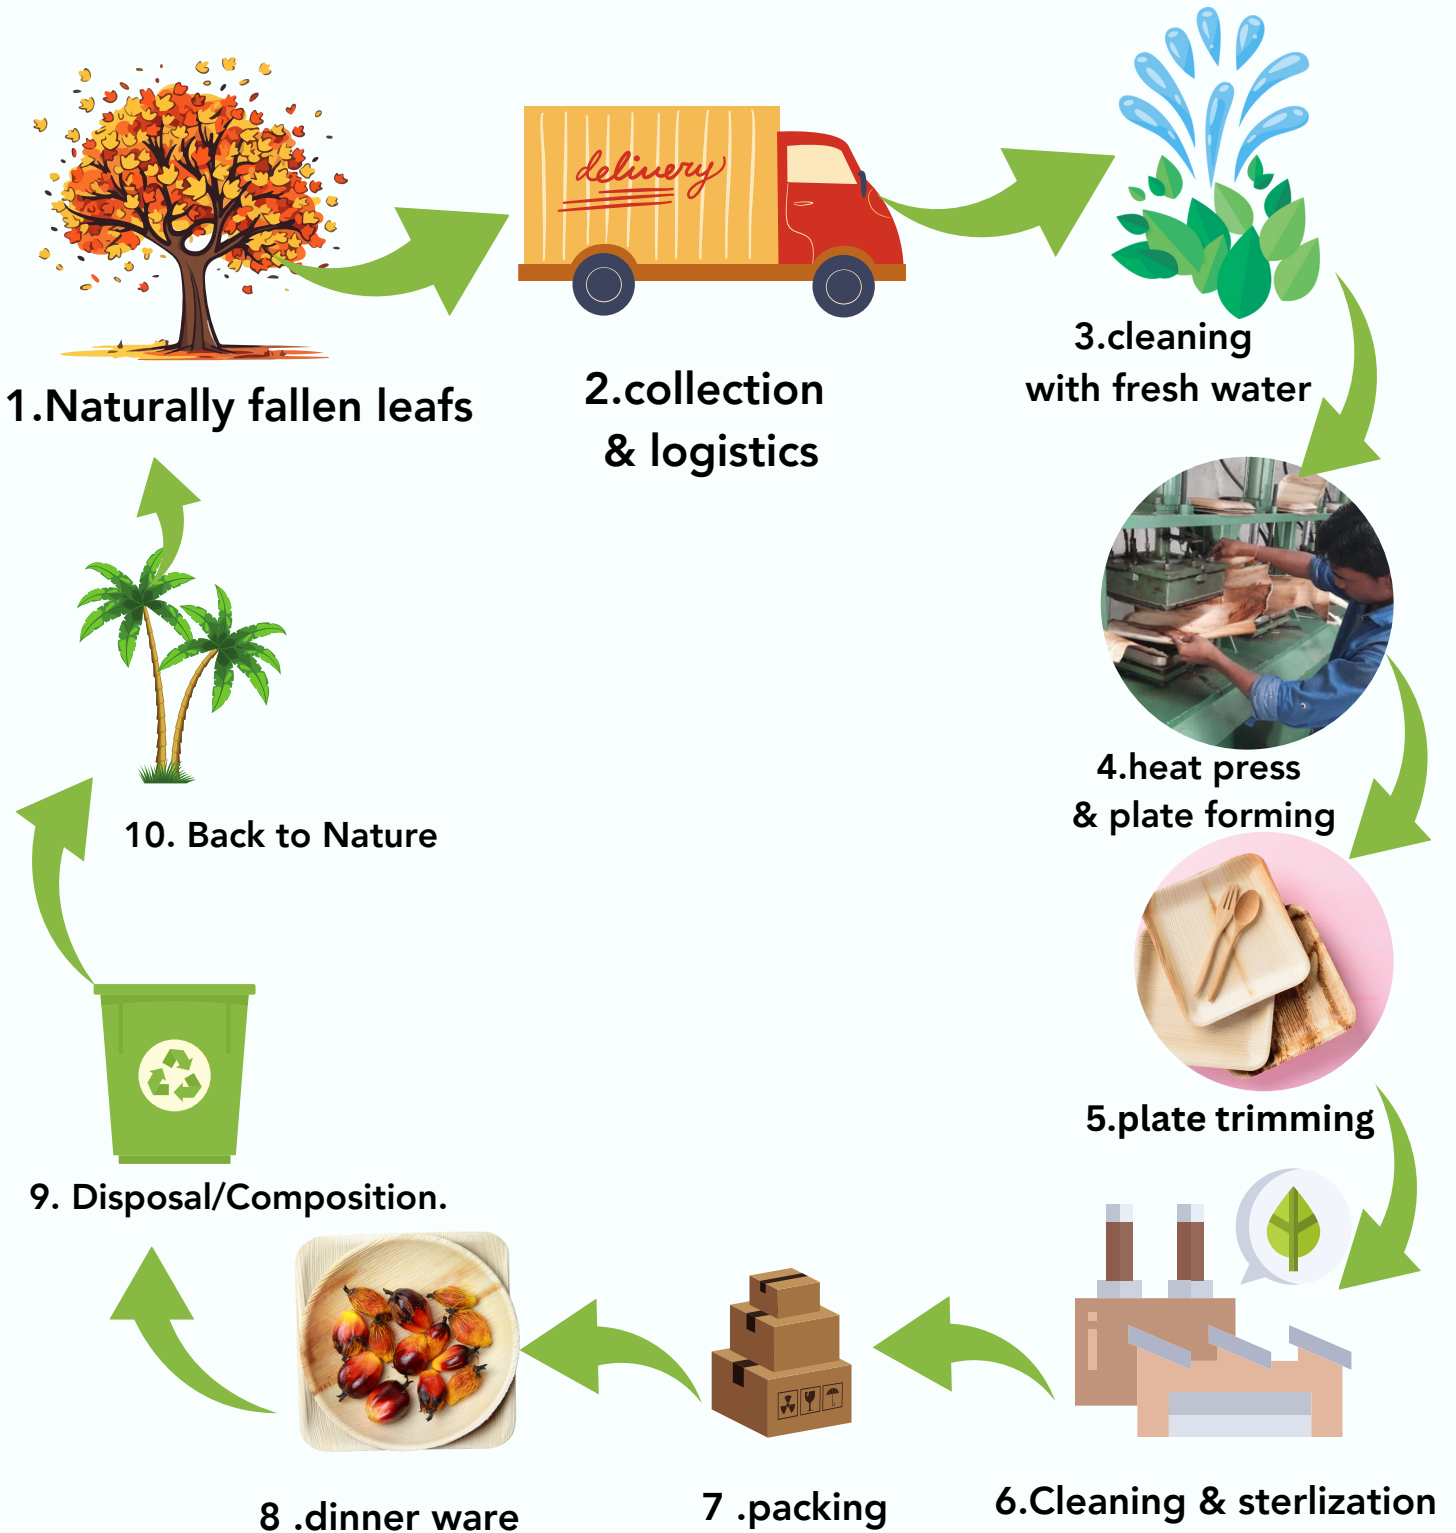 delivery
1.Naturally fallen leafs
2.collection
& logistics
3.cleaning
with fresh water
4.heat press
& plate forming
5.plate trimming
6.Cleaning & sterlization
7 .packing
8 .dinner ware
9. Disposal/Composition.
10. Back to Nature